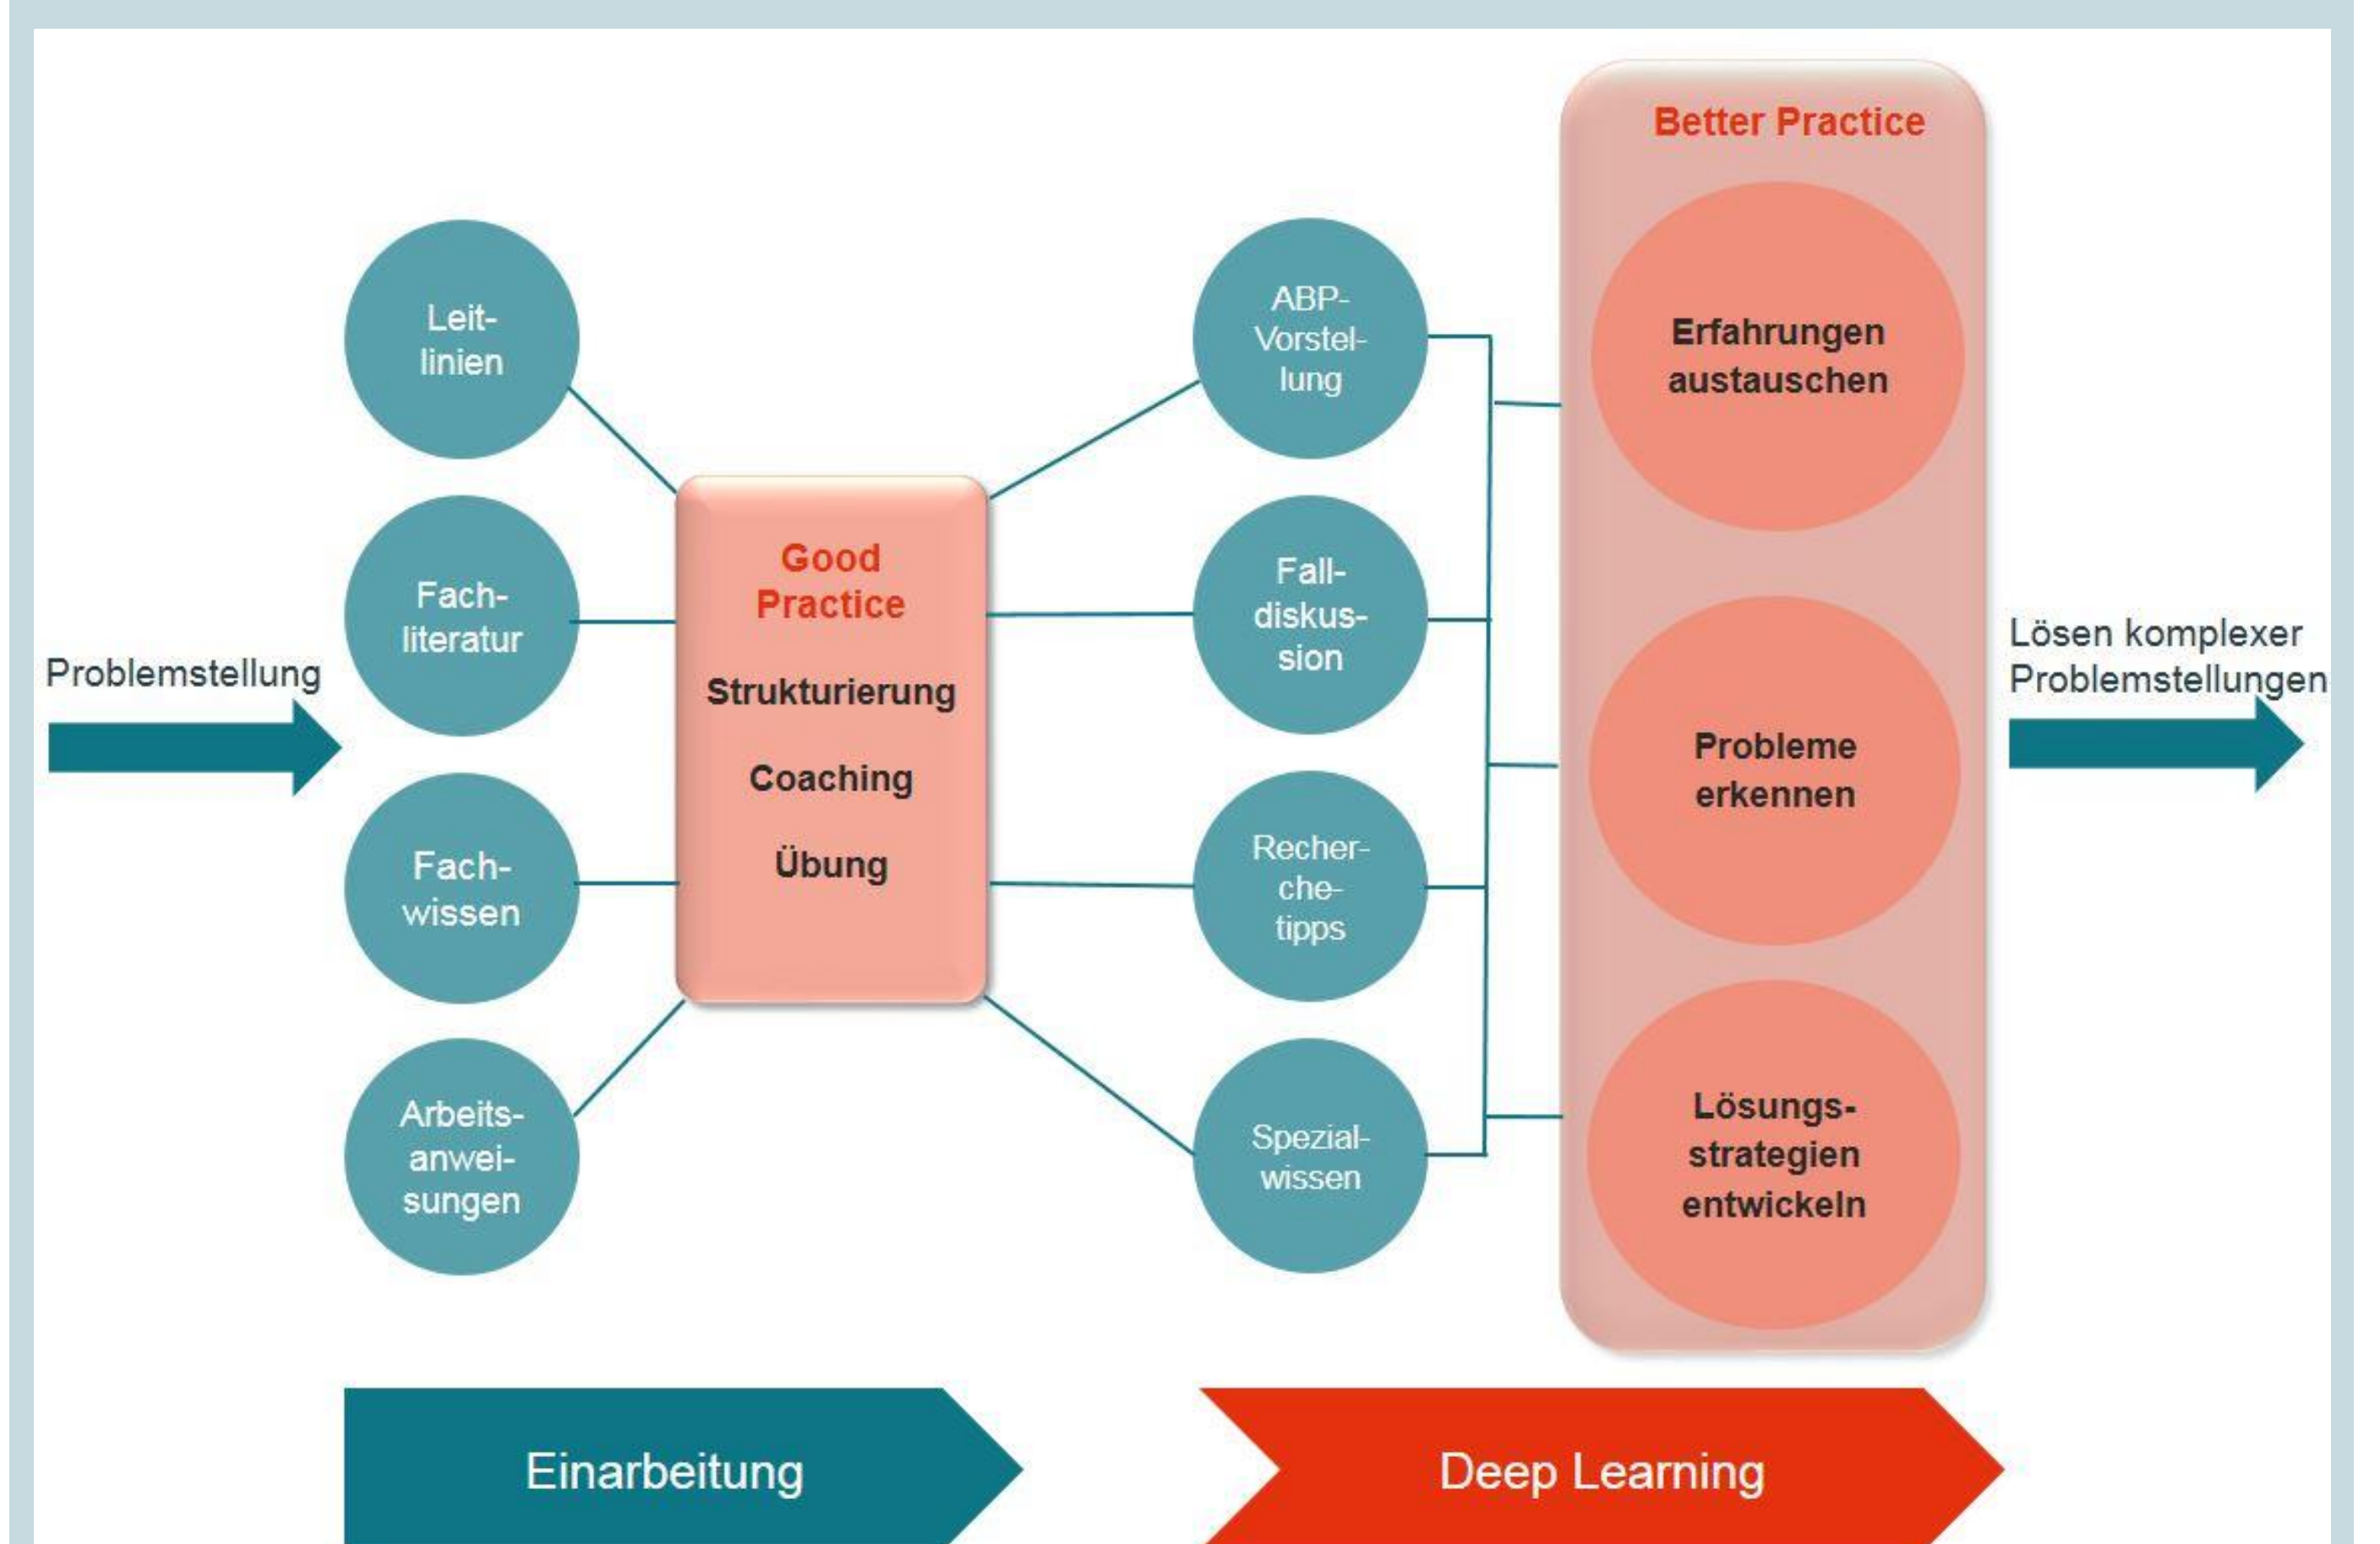 Problemstellung
Leit-
linien
Fach-
literatur
Fach-
wissen
Arbeits-
anwei-
sungen
Good
Practice
Strukturierung
Coaching
Übung
ABP-
Vorstel-
lung
Fall-
diskus-
sion
Recher-
che-
tipps
Spezial-
wissen
Better Practice
Erfahrungen
austauschen
Probleme
erkennen
Lösungs-
strategien
entwickeln
Lösen komplexer
Problemstellungen
Einarbeitung
Deep Learning